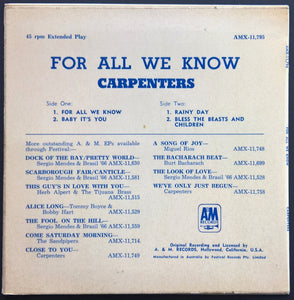 45 rpm Extended Play
AMX-11,795
FOR ALL WE KNOW
CARPENTERS
Side One:
1. FOR ALL WE KNOW
2. BABY IT'S YOU
Side Two:
1. RAINY DAY
2. BLESS THE BEASTS AND
CHILDREN
More outstanding A. & M. EPs available
through Festival—
DOCK OF THE BAY/PRETTY WORLD—
Sergio Mendes & Brasil '66 AMX-11,630
SCARBOROUGH FAIR/CANTICLE—
Sergio Mendes & Brasil '66 AMX-11,581
THIS GUY'S IN LOVE WITH YOU—
Herb Alpert & The Tijuana Brass
AMX-11,515
ALICE LONG—Tommy Boyce &
Bobby Hart AMX-11,529
THE FOOL ON THE HILL—
Sergio Mendes & Brasil '66 AMX-11,559
COME SATURDAY MORNING—
The Sandpipers AMX-11,714
CLOSE TO YOU—
Carpenters AMX-11,749
A SONG OF JOY—
Miguel Rios AMX-11,748
THE BACHARACH BEAT—
Burt Bacharach AMX-11,699
THE LOOK OF LOVE—
Sergio Mendes & Brasil '66
AMX-11,528
WE'VE ONLY JUST BEGUN—
Carpenters AMX-11,758
A&M
RECORDS
Original Recording and Licensed by
A. & M. RECORDS, Hollywood, California, U.S.A.
Manufactured in Australia by Festival Records Pty. Limited